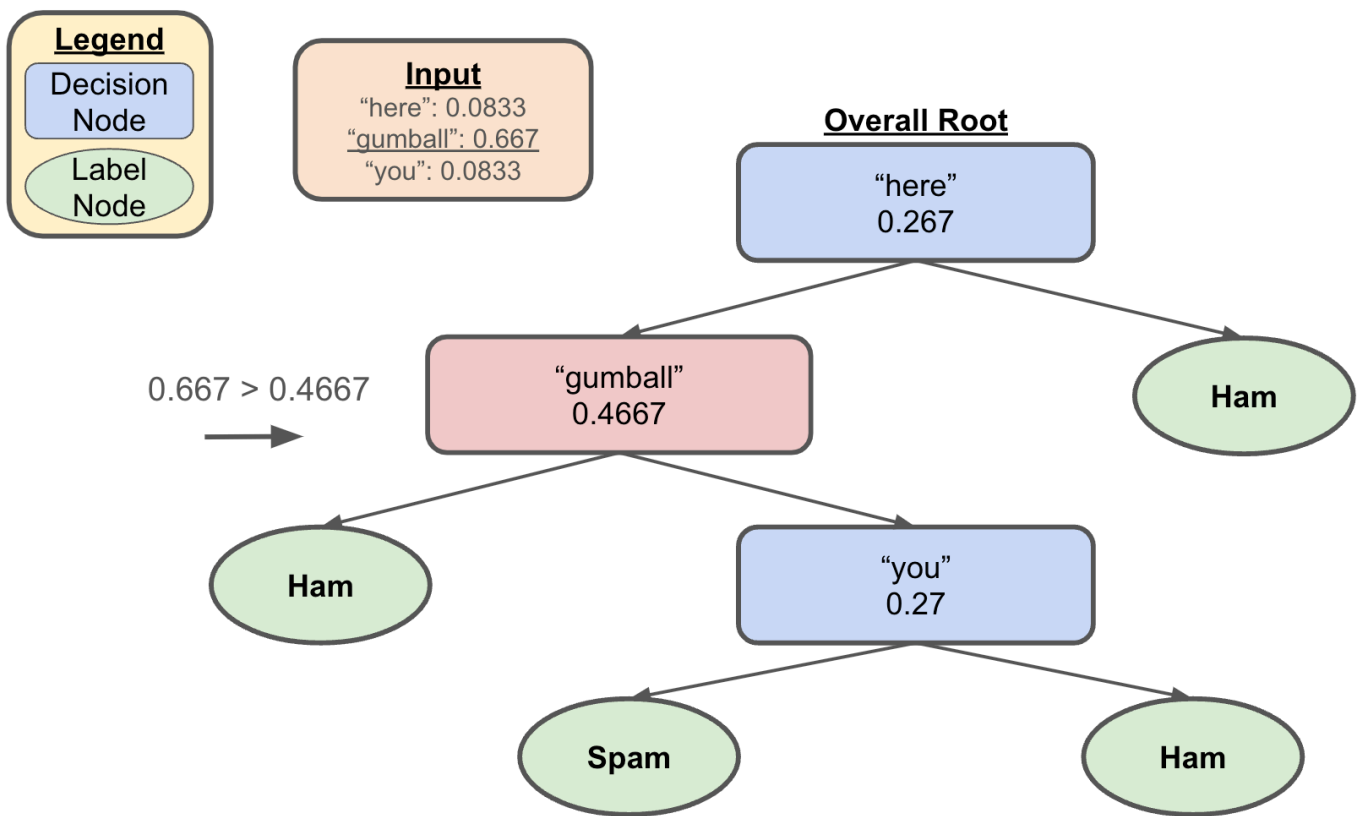 Legend
Decision
Node
Label
Node
Input
“here”: 0.0833
“gumball”: 0.667
“you”: 0.0833
Overall Root
“here”
0.267
0.667 > 0.4667
“gumball”
0.4667
Ham
Ham
“you”
0.27
Spam
Ham